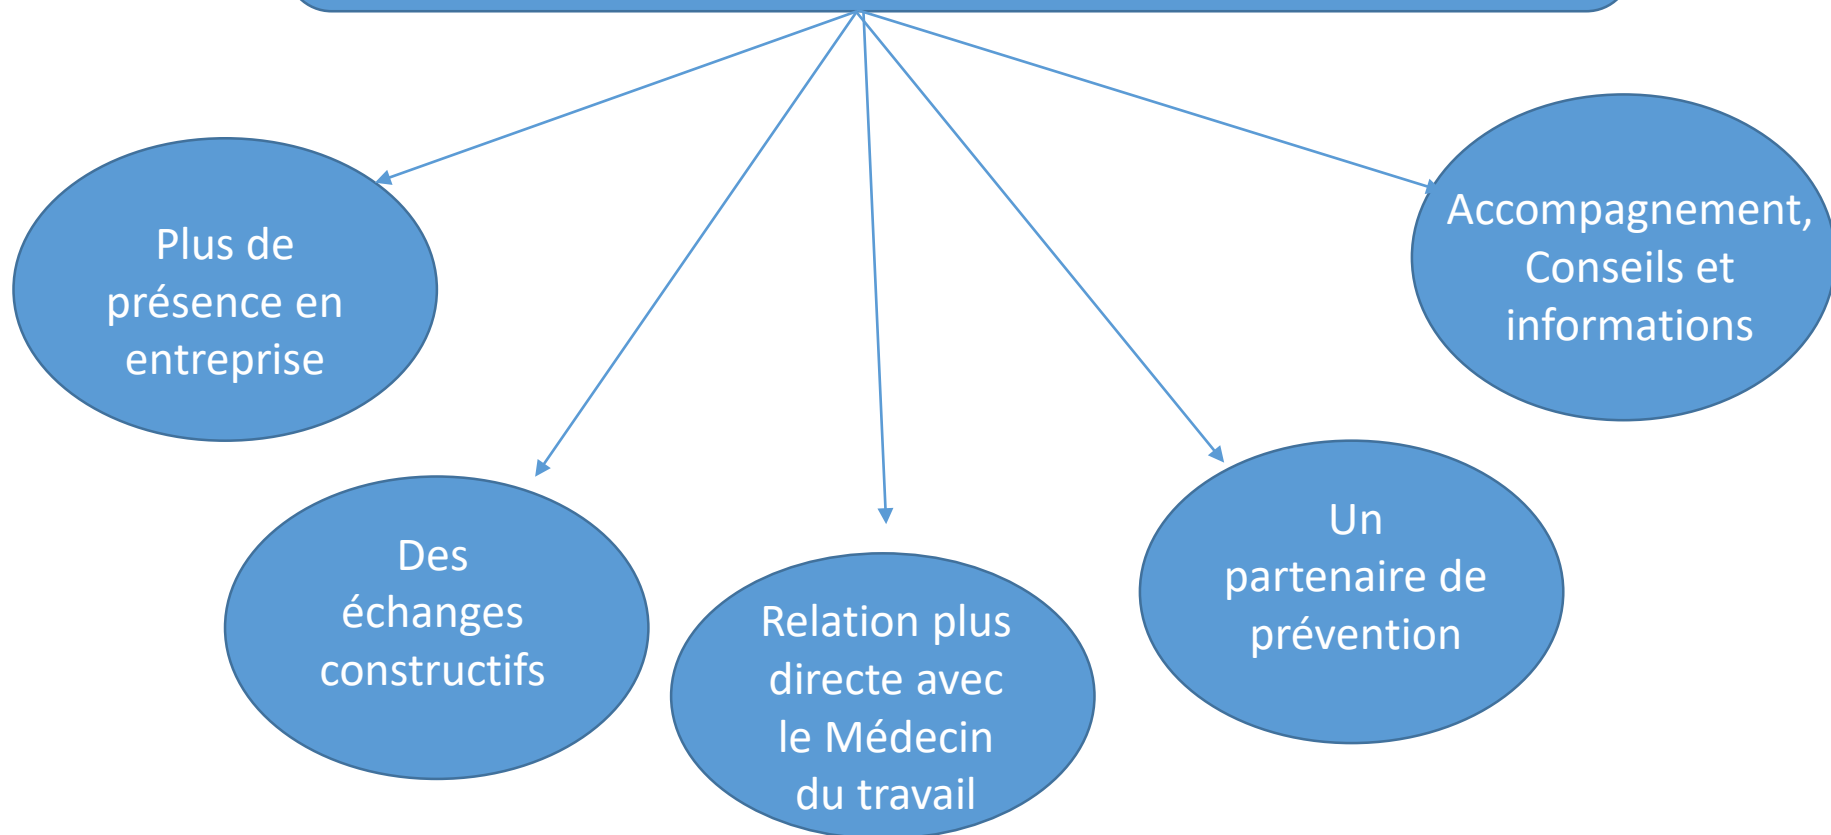 Plus de
présence en
entreprise
Des
échanges
constructifs
Relation plus
directe avec
le Médecin
du travail
Un
partenaire de
prévention
Accompagnement,
Conseils et
informations